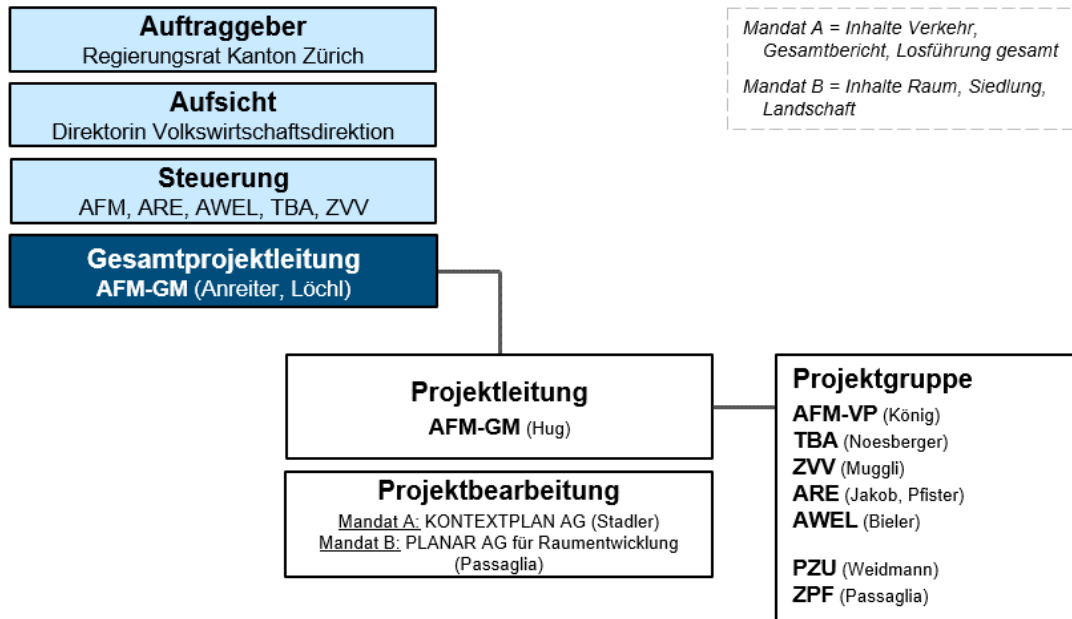 Auftraggeber
Regierungsrat Kanton Zürich
Aufsicht
Direktorin Volkswirtschaftsdirektion
Steuerung
AFM, ARE, AWEL, TBA, ZVV
Gesamtprojektleitung
AFM-GM (Anreiter, Löchl)
Mandat A = Inhalte Verkehr,
Gesamtbericht, Losführung gesamt
Mandat B = Inhalte Raum, Siedlung,
Landschaft
Projektleitung
AFM-GM (Hug)
Projektbearbeitung
Mandat A: KONTEXTPLAN AG (Stadler)
Mandat B: PLANAR AG für Raumentwicklung
(Passaglia)
Projektgruppe
AFM-VP (König)
TBA (Noesberger)
ZVV (Muggli)
ARE (Jakob, Pfister)
AWEL (Bieler)
PZU (Weidmann)
ZPF (Passaglia)